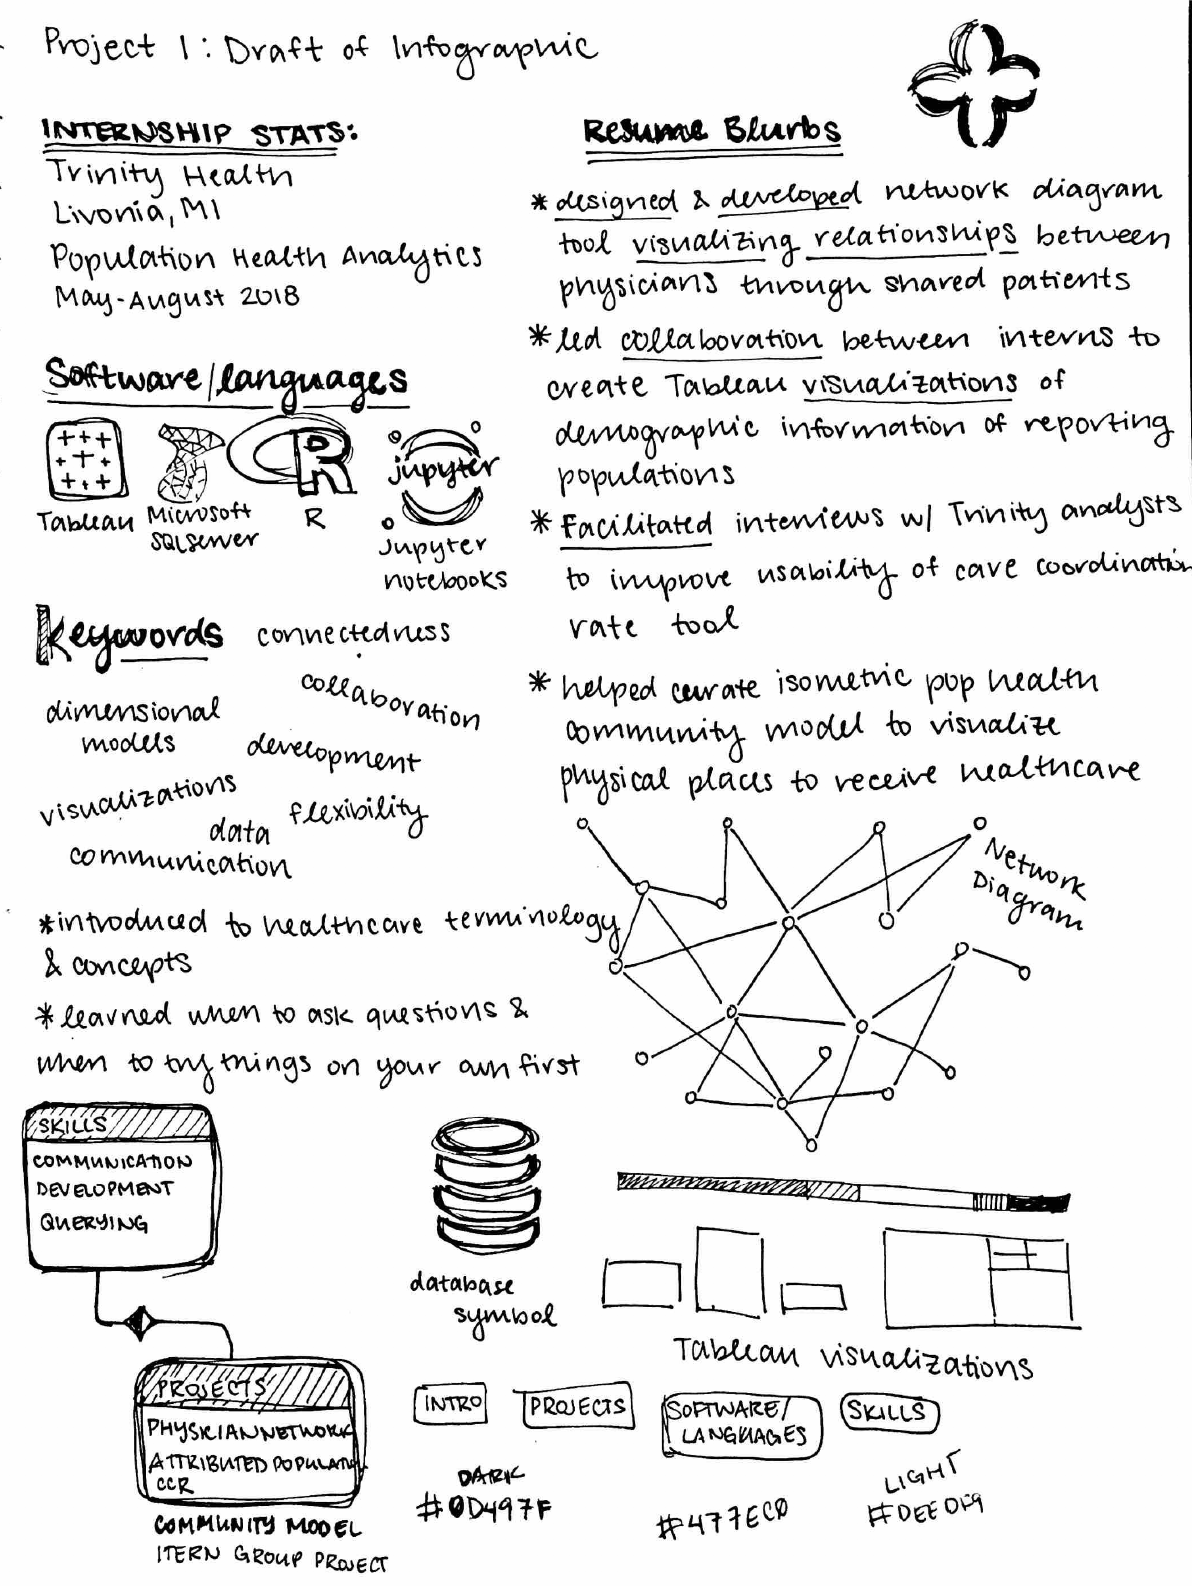 Project 1: Draft of Infographic
INTERNSHIP STATS:
Trinity Health
Livonia, MI
Population Health Analytics
May-August 2018
Software/languages
Tableau
Microsoft
SQL Server
R
R
jupyter
jupyter
notebooks
Keywords
connectedness
collaboration
dimensional
models
development
visualizations
flexibility
data
communication
*introduced to healthcare terminology
& concepts
*learned when to ask questions &
when to try things on your own first
Resume Blurbs
*designed & developed network diagram
tool visualizing relationships between
physicians through shared patients
*led collaboration between interns to
create Tableau visualizations of
demographic information of reporting
populations
*Facilitated interviews w/ Trinity analysts
to improve usability of care coordination
rate tool
*helped curate isometric pop health
community model to visualize
physical places to receive healthcare
Network
Diagram
SKILLS
COMMUNICATION
DEVELOPMENT
QUERYING
PROJECTS
PHYSICIAN NETWORK
ATTRIBUTED POPULATN
CCR
COMMUNITY MODEL
ITERN GROUP PROJECT
database
symbol
Tableau visualizations
INTRO
PROJECTS
SOFTWARE/
LANGUAGES
SKILLS
DARK
#0D497F
#477EC0
LIGHT
#DEE0F9